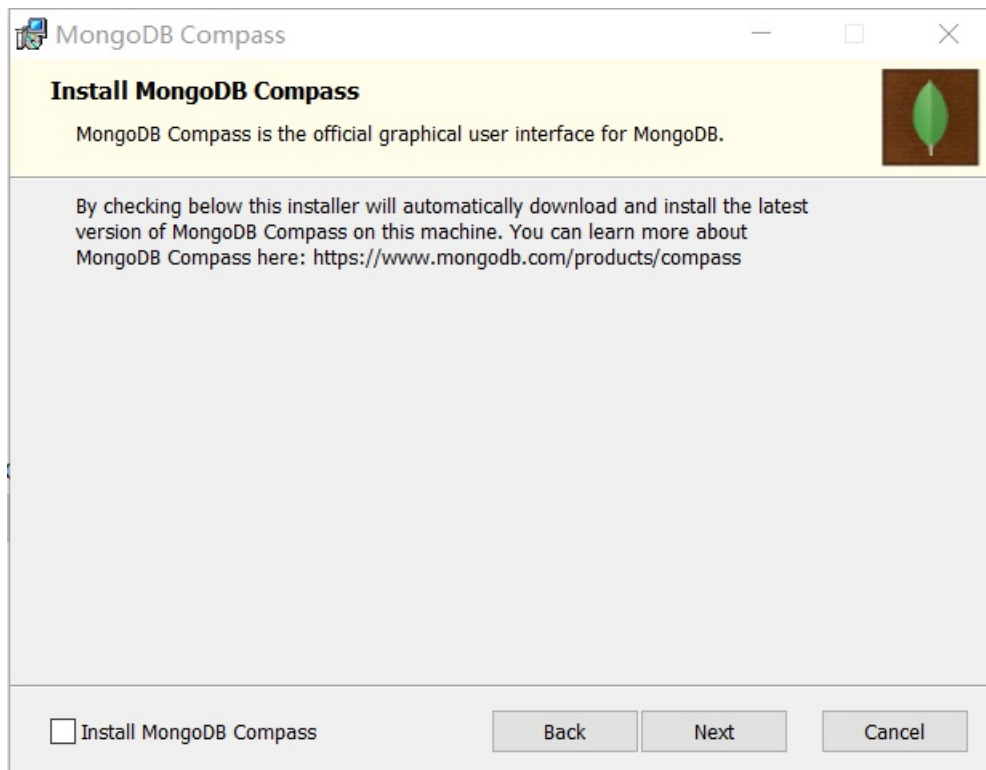 MongoDB Compass
Install MongoDB Compass
MongoDB Compass is the official graphical user interface for MongoDB.
By checking below this installer will automatically download and install the latest
version of MongoDB Compass on this machine. You can learn more about
MongoDB Compass here: https://www.mongodb.com/products/compass
Install MongoDB Compass
Back
Next
Cancel